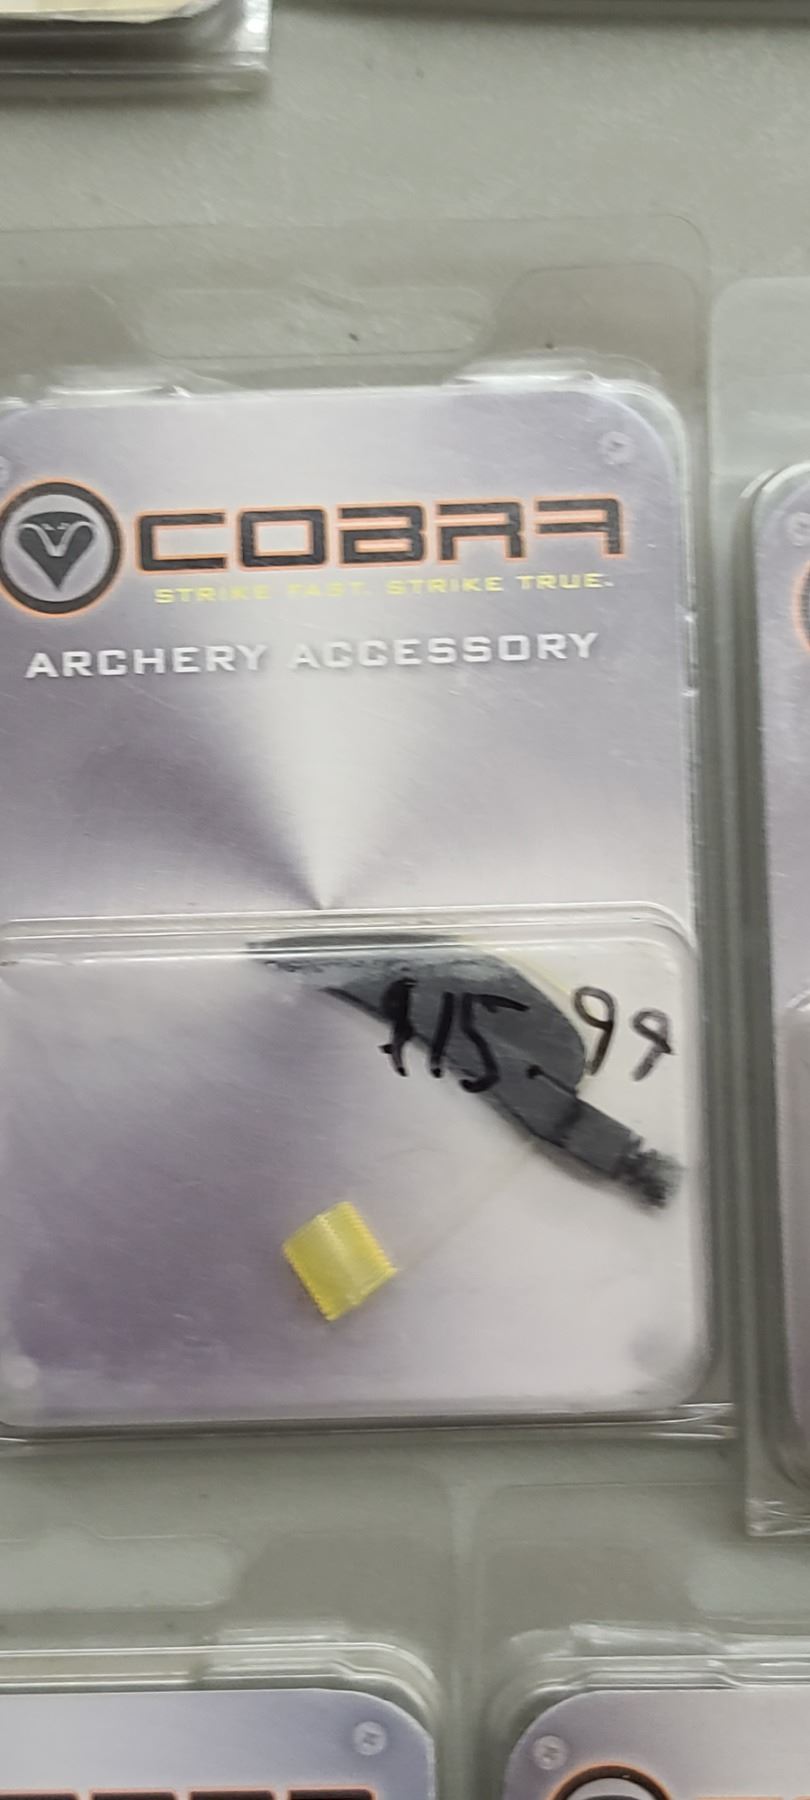 COBRA
STRIKE FAST. STRIKE TRUE.
ARCHERY ACCESSORY
$15.99